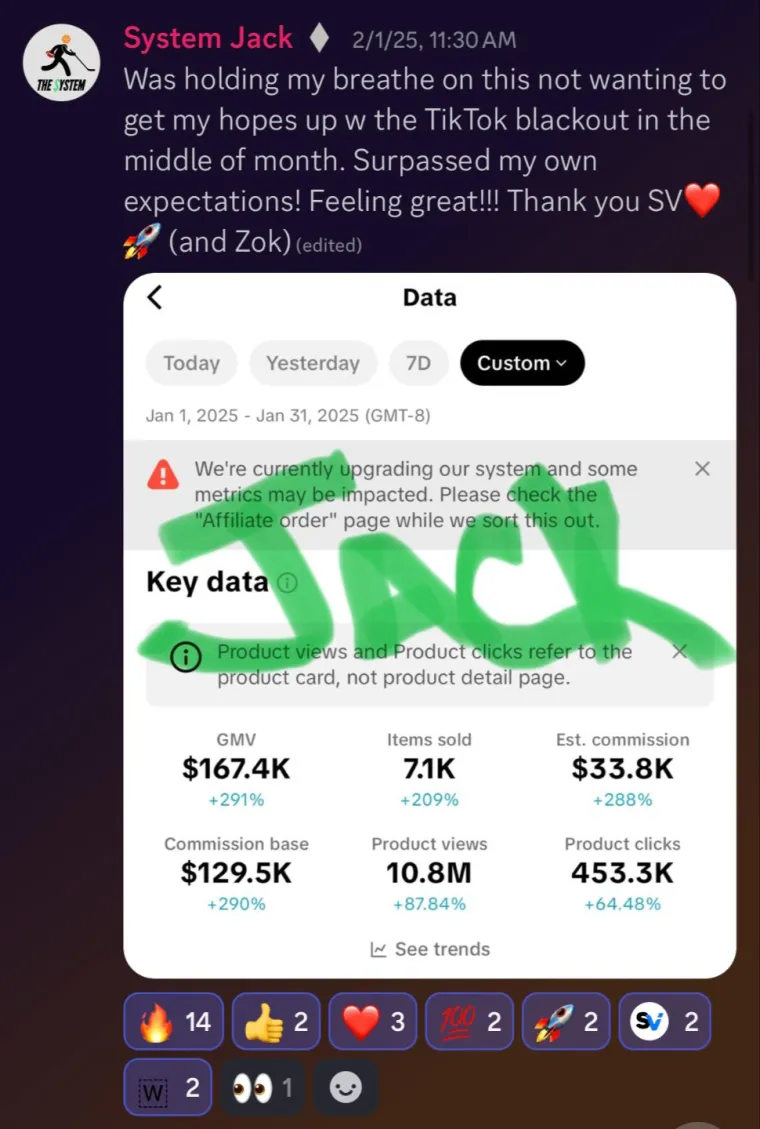 System Jack 2/1/25, 11:30 AM
THE SYSTEM
Was holding my breathe on this not wanting to
get my hopes up w the TikTok blackout in the
middle of month. Surpassed my own
expectations! Feeling great!!! Thank you SV❤️
🚀 (and Zok) (edited)
Data
Today Yesterday 7D Custom
Jan 1, 2025 - Jan 31, 2025 (GMT-8)
We're currently upgrading our system and some
metrics may be impacted. Please check the
"Affiliate order" page while we sort this out.
JACK
Key data
Product views and Product clicks refer to the
product card, not product detail page.
GMV Items sold Est. commission
$167.4K 7.1K $33.8K
+291% +209% +288%
Commission base Product views Product clicks
$129.5K 10.8M 453.3K
+290% +87.84% +64.48%
See trends
🔥 14 👍 2 ❤️ 3 💯 2 🚀 2 SV 2
W 2 👀 1